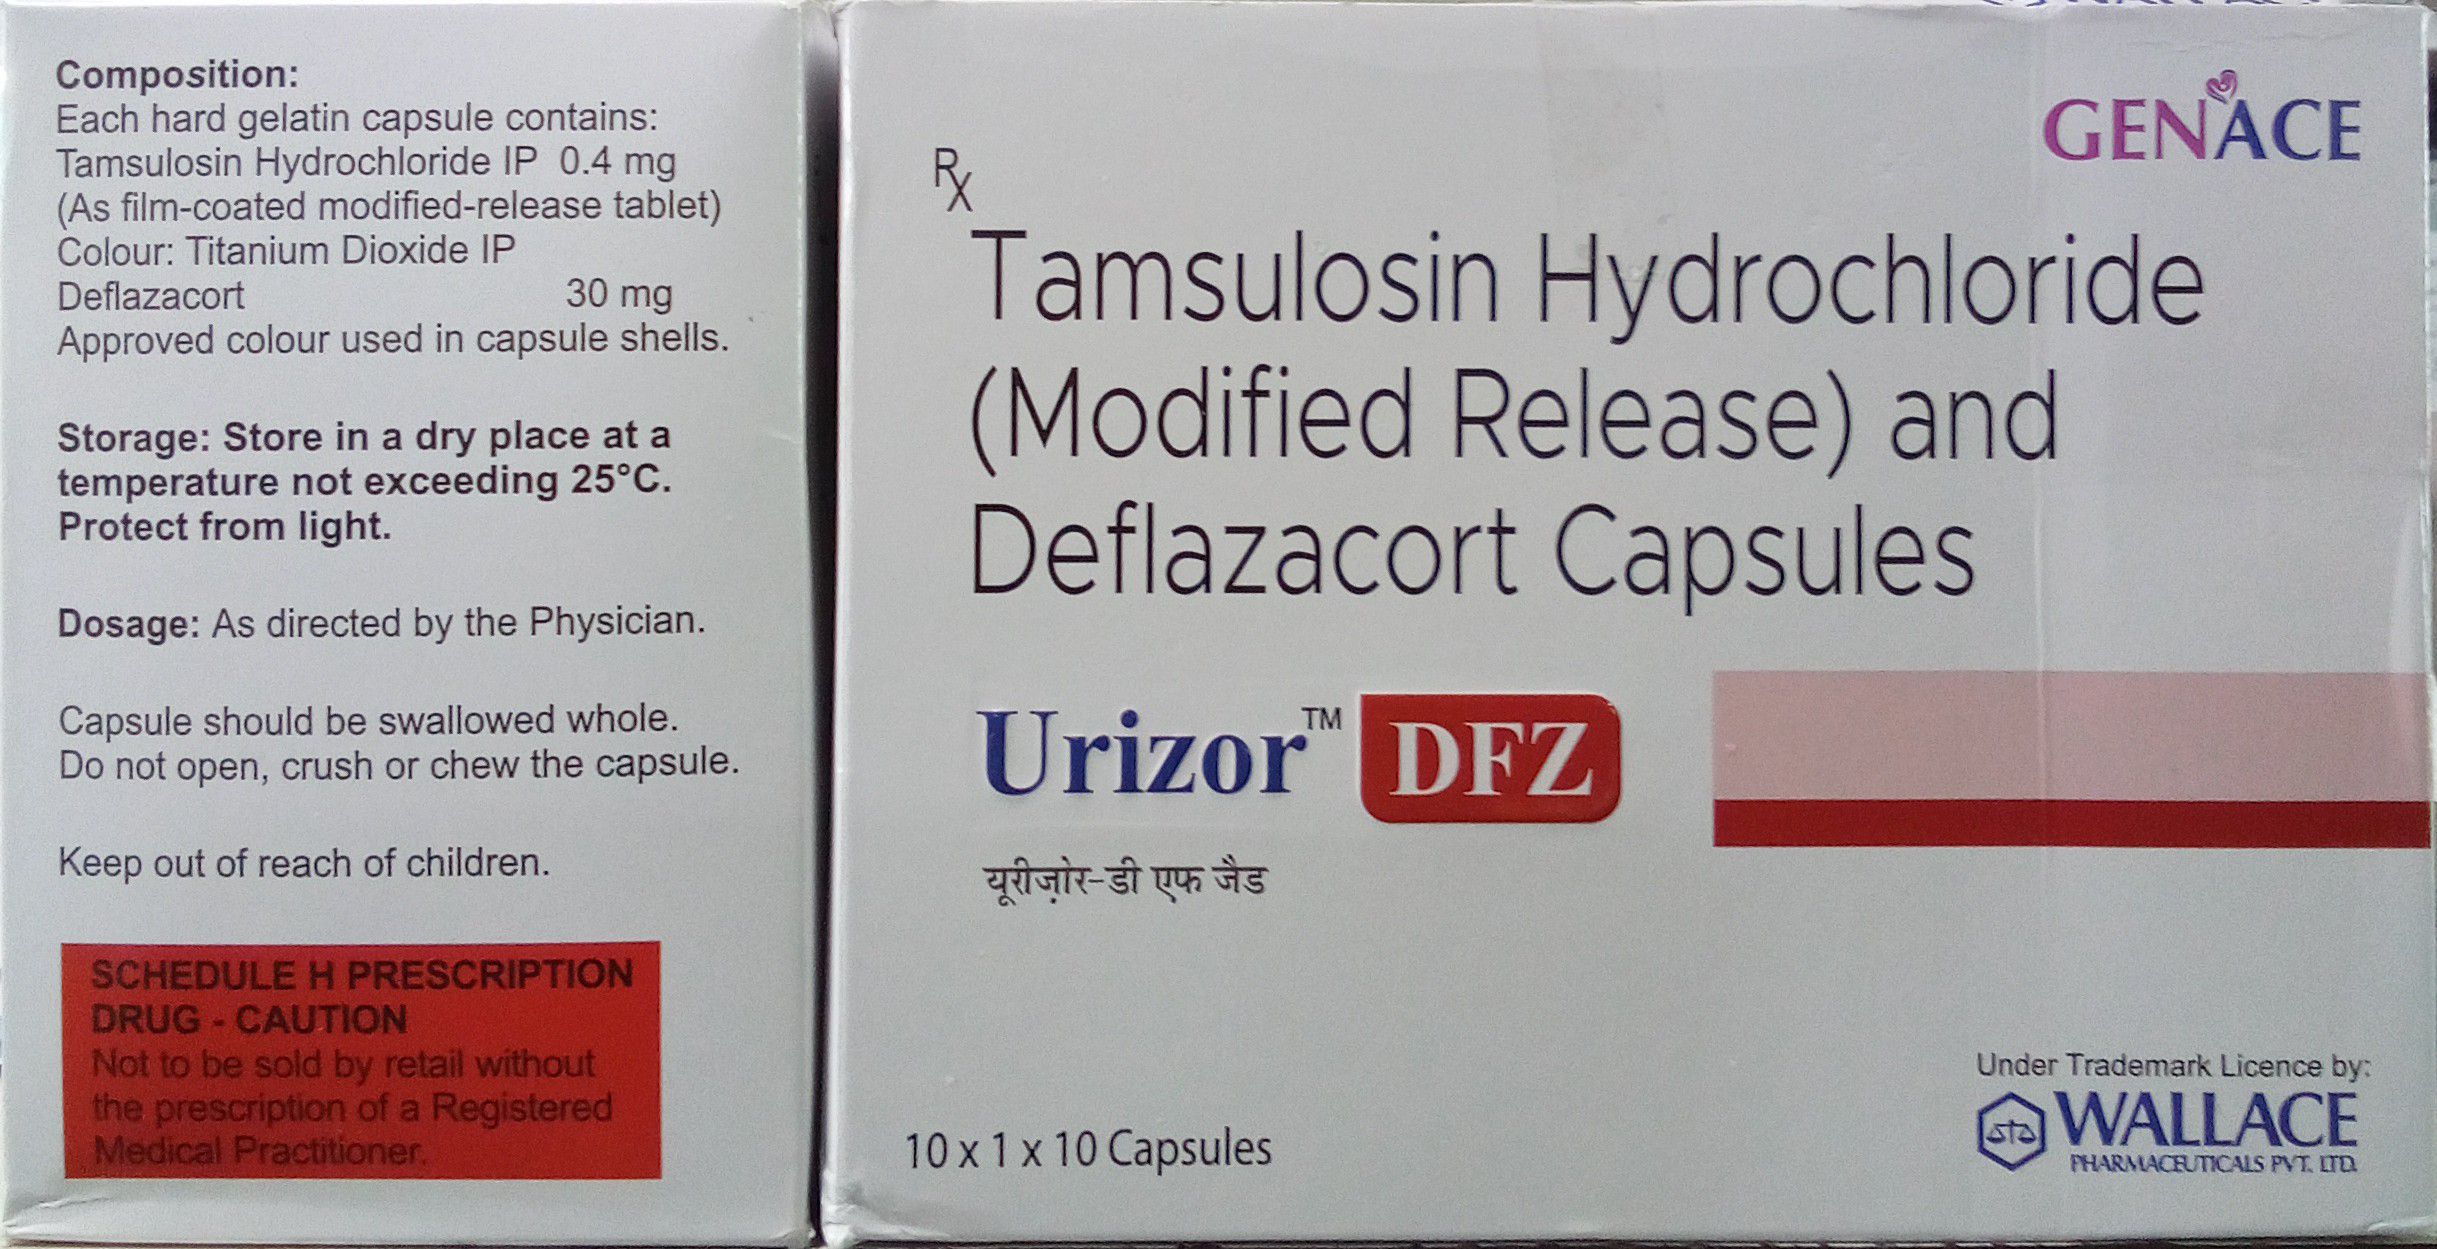 Composition:
Each hard gelatin capsule contains:
Tamsulosin Hydrochloride IP 0.4 mg
(As film-coated modified-release tablet)
Colour: Titanium Dioxide IP
Deflazacort 30 mg
Approved colour used in capsule shells.
Storage: Store in a dry place at a
temperature not exceeding 25°C.
Protect from light.
Dosage: As directed by the Physician.
Capsule should be swallowed whole.
Do not open, crush or chew the capsule.
Keep out of reach of children.
SCHEDULE H PRESCRIPTION
DRUG - CAUTION
Not to be sold by retail without
the prescription of a Registered
Medical Practitioner.
GENACE
Rx
Tamsulosin Hydrochloride
(Modified Release) and
Deflazacort Capsules
Urizor™ DFZ
यूरीज़ोर-डी एफ जैड
10 x 1 x 10 Capsules
Under Trademark Licence by:
WALLACE
PHARMACEUTICALS PVT. LTD.